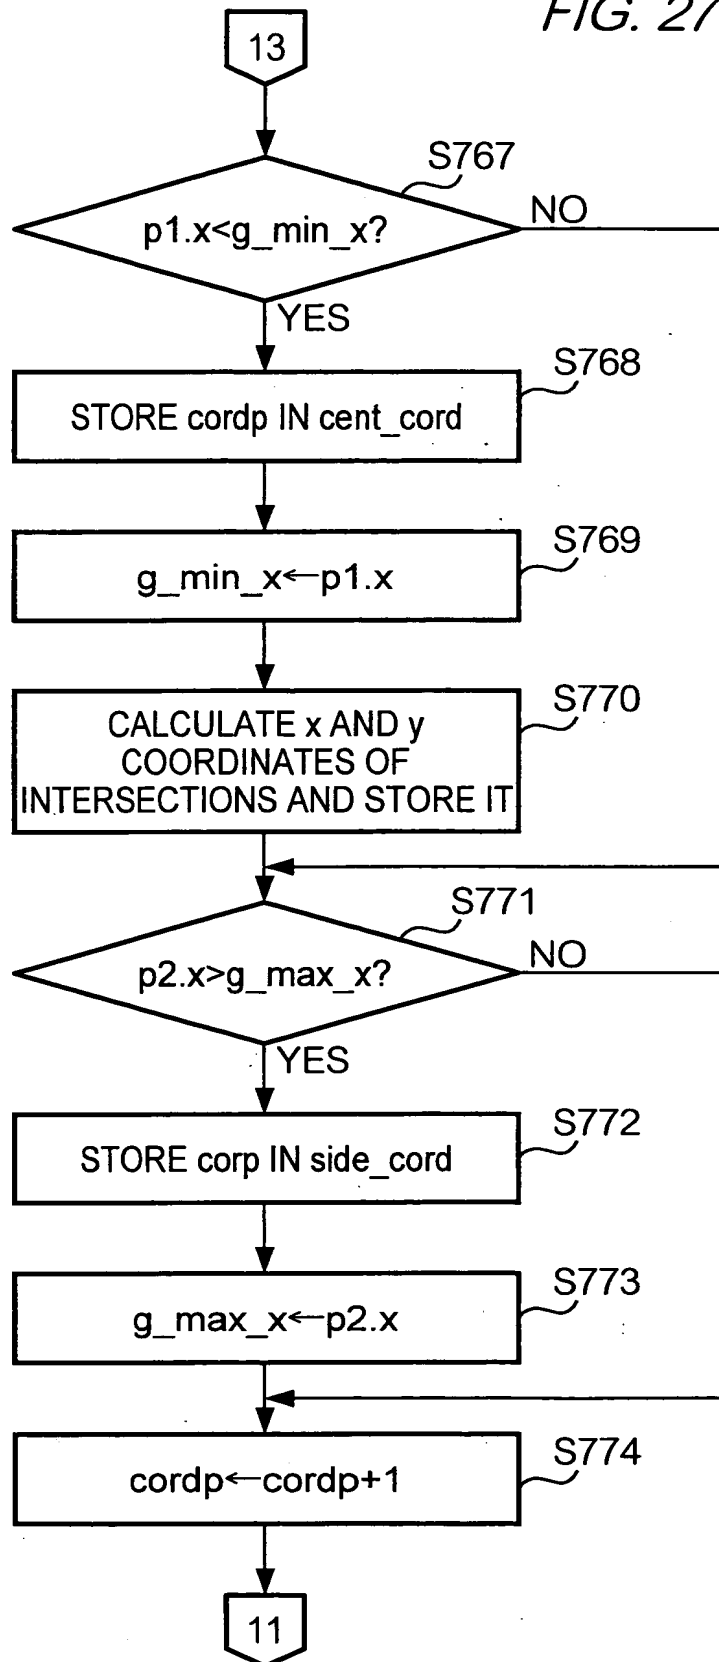 FIG. 27
13
S767
p1.x<g_min_x?
NO
YES
S768
STORE cordp IN cent_cord
S769
g_min_x←p1.x
S770
CALCULATE x AND y
COORDINATES OF
INTERSECTIONS AND STORE IT
S771
p2.x>g_max_x?
NO
YES
S772
STORE corp IN side_cord
S773
g_max_x←p2.x
S774
cordp←cordp+1
11